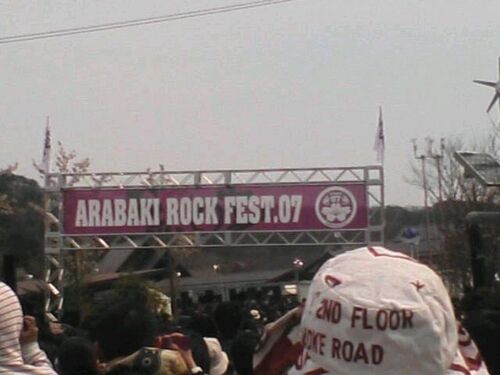 ARABAKI ROCK FEST.07
2ND FLOOR
ROAD